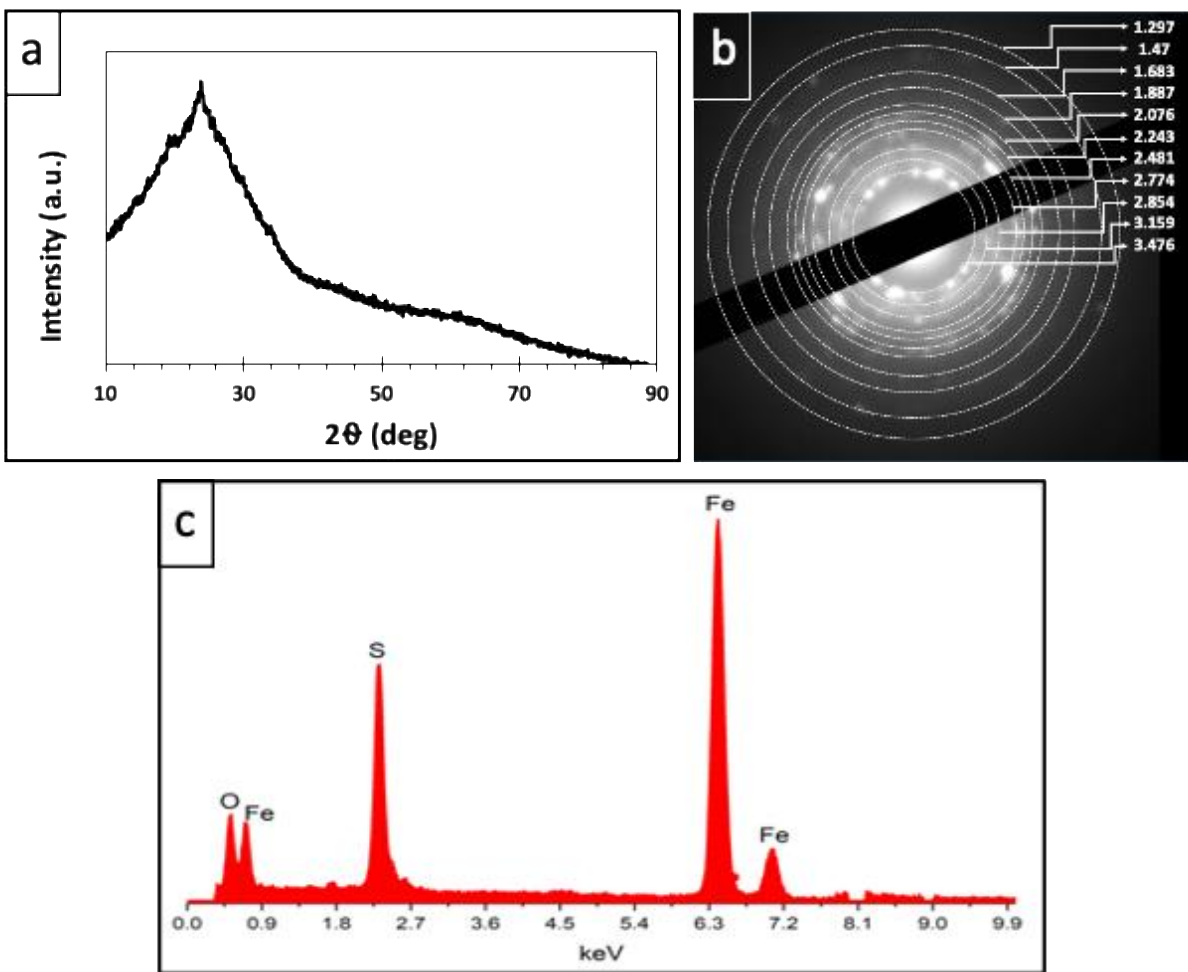 a
Intensity (a.u.)
10
30
50
70
90
2ϑ (deg)
b
1.297
1.47
1.683
1.887
2.076
2.243
2.481
2.774
2.854
3.159
3.476
c
Fe
S
O
Fe
Fe
0.0 0.9 1.8 2.7 3.6 4.5 5.4 6.3 7.2 8.1 9.0 9.9
keV